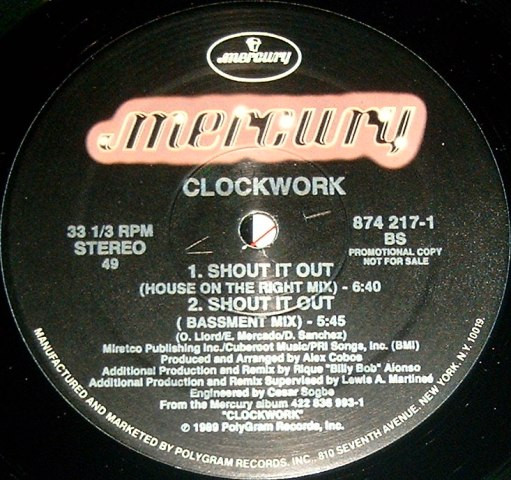 mercury
mercury
CLOCKWORK
33 1/3 RPM
STEREO
49
874 217-1
BS
PROMOTIONAL COPY
NOT FOR SALE
1. SHOUT IT OUT
(HOUSE ON THE RIGHT MIX) - 6:40
2. SHOUT IT OUT
( BASSMENT MIX) - 5:45
(O. Llord/E. Mercado/D. Sanchez)
Miretco Publishing Inc./Cuberoot Music/PRI Songs, Inc. (BMI)
Produced and Arranged by Alex Cobos
Additional Production and Remix by Rique "Billy Bob" Alonso
Additional Production and Remix Supervised by Lewis A. Martineé
Engineered by Cesar Sogbe
From the Mercury album 422 836 993-1
"CLOCKWORK"
℗ 1989 PolyGram Records, Inc.
MANUFACTURED AND MARKETED BY POLYGRAM RECORDS, INC., 810 SEVENTH AVENUE, NEW YORK, N.Y. 10019.